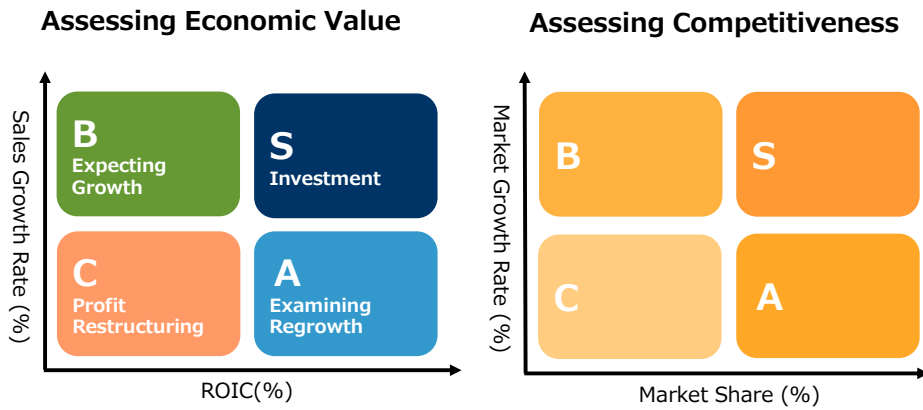 Assessing Economic Value
Sales Growth Rate (%)
B
Expecting
Growth
S
Investment
C
Profit
Restructuring
A
Examining
Regrowth
ROIC(%)
Assessing Competitiveness
Market Growth Rate (%)
B
S
C
A
Market Share (%)